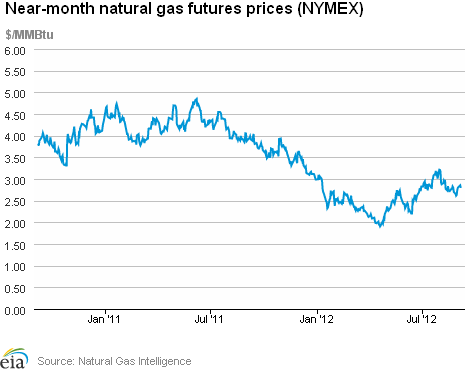 Near-month natural gas futures prices (NYMEX)
$/MMBtu
6.00
5.50
5.00
4.50
4.00
3.50
3.00
2.50
2.00
1.50
1.00
0.50
0.00
Jan '11
Jul '11
Jan '12
Jul '12
eia Source: Natural Gas Intelligence